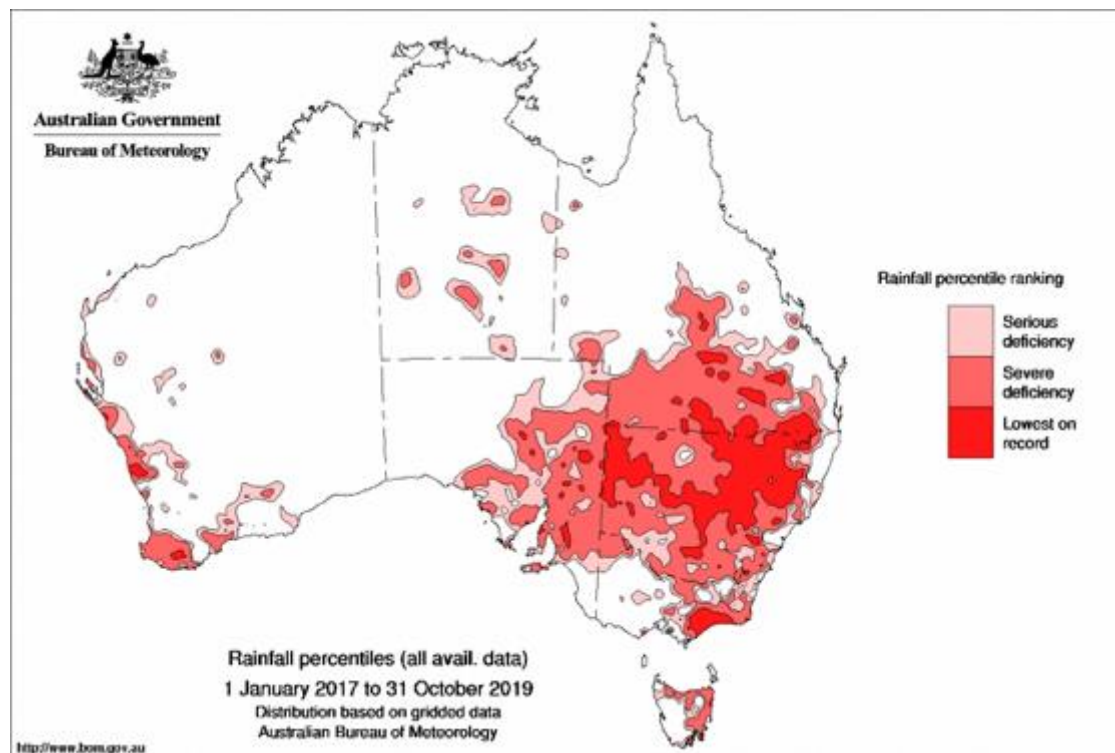 Australian Government
Bureau of Meteorology
Rainfall percentile ranking
Serious
deficiency
Severe
deficiency
Lowest on
record
Rainfall percentiles (all avail. data)
1 January 2017 to 31 October 2019
Distribution based on gridded data
Australian Bureau of Meteorology
http://www.bom.gov.au